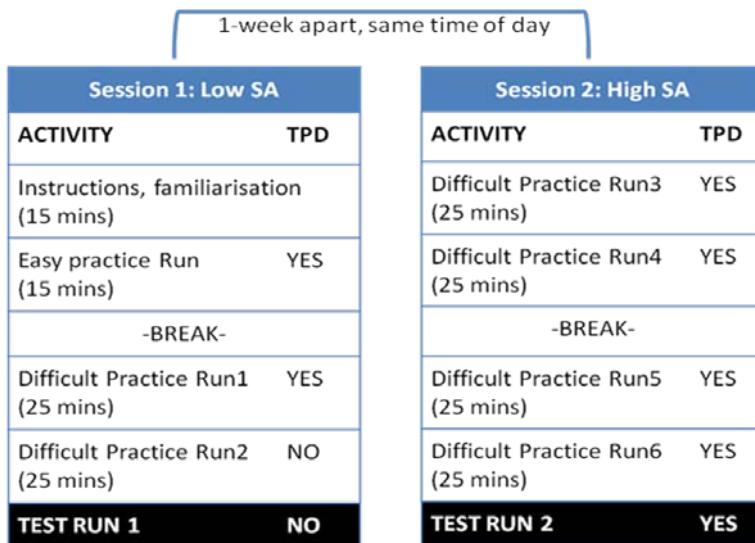 1-week apart, same time of day
Session 1: Low SA
ACTIVITY TPD
Instructions, familiarisation
(15 mins)
Easy practice Run YES
(15 mins)
-BREAK-
Difficult Practice Run1 YES
(25 mins)
Difficult Practice Run2 NO
(25 mins)
TEST RUN 1 NO
Session 2: High SA
ACTIVITY TPD
Difficult Practice Run3 YES
(25 mins)
Difficult Practice Run4 YES
(25 mins)
-BREAK-
Difficult Practice Run5 YES
(25 mins)
Difficult Practice Run6 YES
(25 mins)
TEST RUN 2 YES